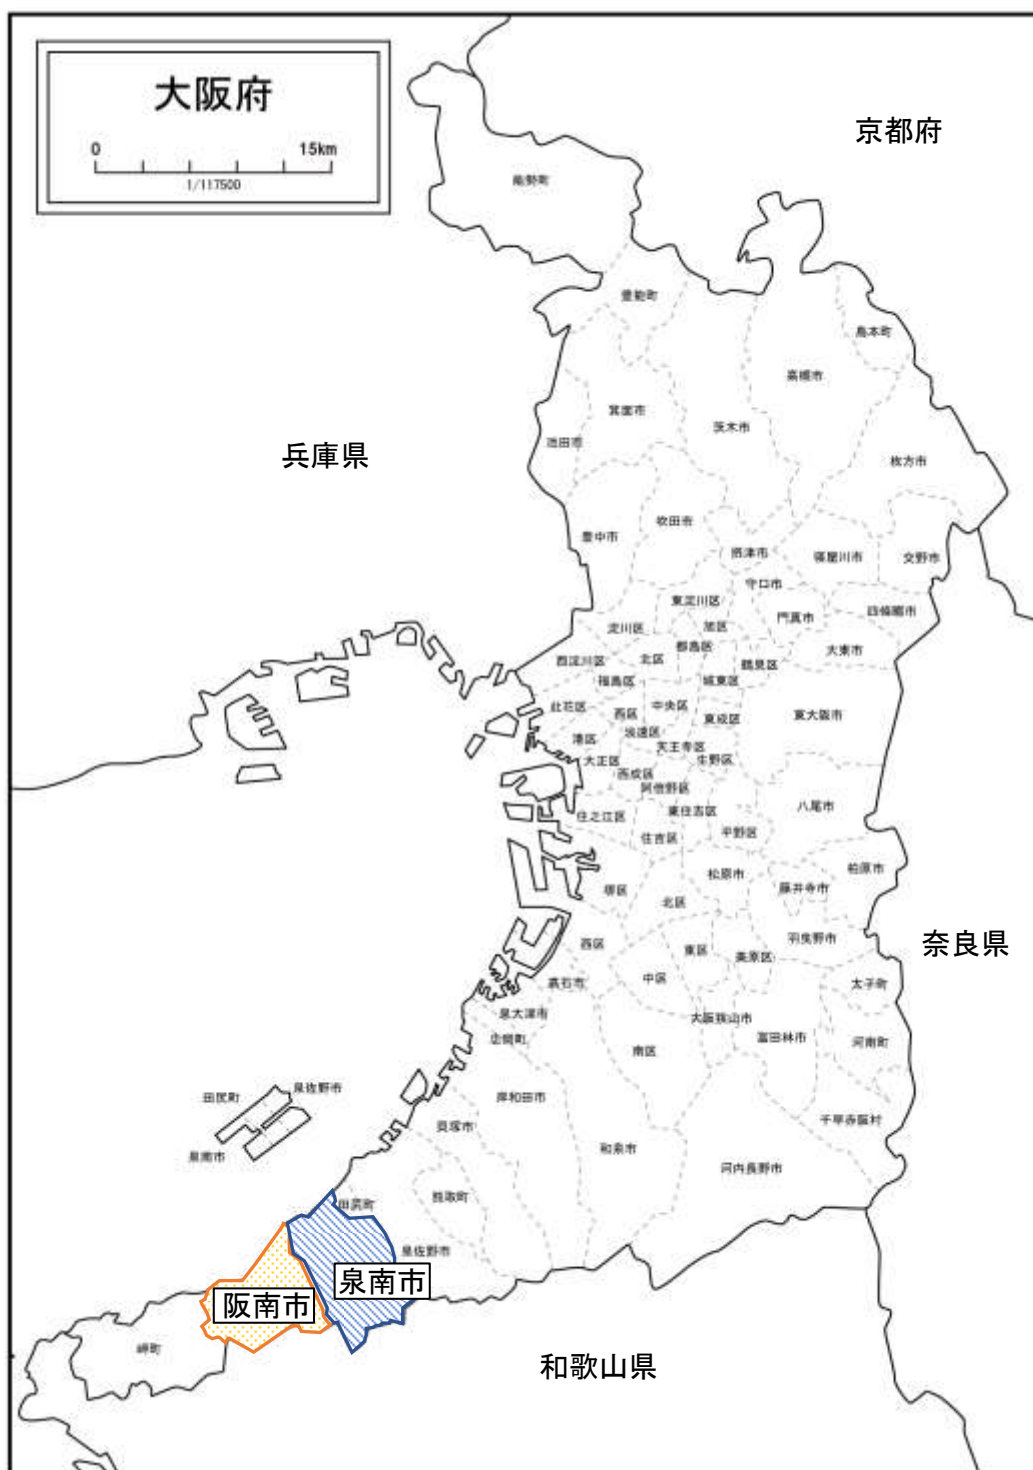 大阪府
0 15km
1/117500
京都府
能勢町
豊能町
島本町
高槻市
箕面市
茨木市
池田市
枚方市
吹田市
豊中市
摂津市
寝屋川市
交野市
守口市
東淀川区
門真市
四條畷市
淀川区
旭区
都島区
大東市
西淀川区
北区
鶴見区
福島区
城東区
此花区
西区
中央区
東成区
東大阪市
港区
浪速区
天王寺区
大正区
生野区
西成区
阿倍野区
住之江区
東住吉区
八尾市
住吉区
平野区
松原市
柏原市
堺区
藤井寺市
北区
西区
羽曳野市
東区
美原区
中区
高石市
太子町
泉大津市
大阪狭山市
忠岡町
富田林市
河南町
南区
岸和田市
千早赤阪村
貝塚市
和泉市
河内長野市
熊取町
田尻町
泉佐野市
兵庫県
奈良県
田尻町
泉佐野市
泉南市
泉南市
阪南市
岬町
和歌山県